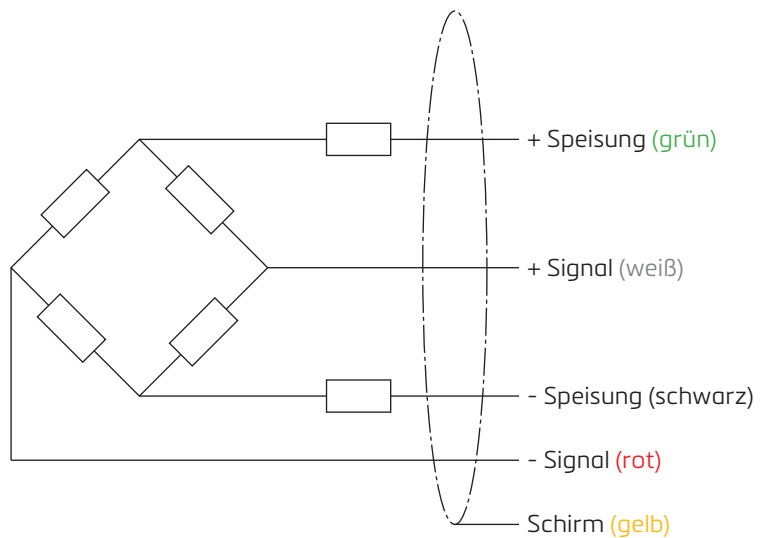 + Speisung (grün)
+ Signal (weiß)
- Speisung (schwarz)
- Signal (rot)
Schirm (gelb)